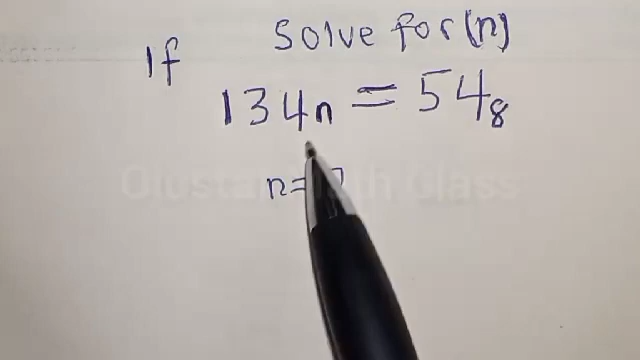 Solve for (n)
If
134n = 54₈
n=